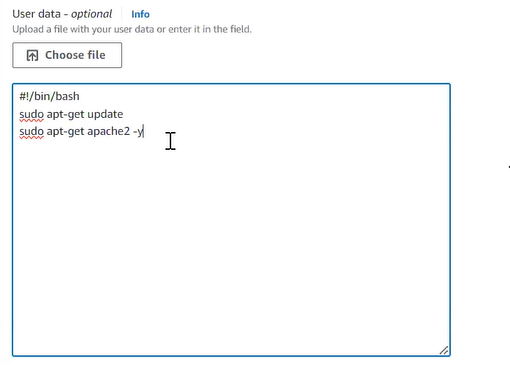 User data - optional Info
Upload a file with your user data or enter it in the field.
Choose file
#!/bin/bash
sudo apt-get update
sudo apt-get apache2 -y